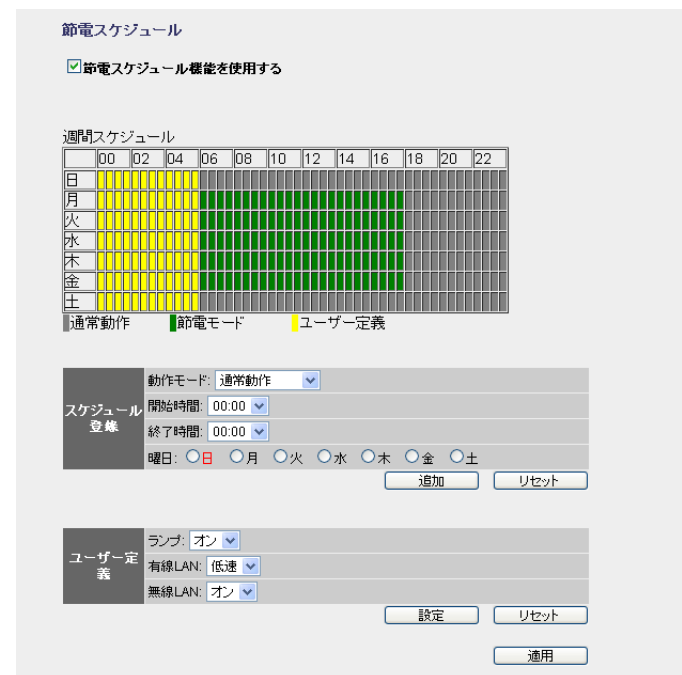 節電スケジュール
節電スケジュール機能を使用する
週間スケジュール
00 02 04 06 08 10 12 14 16 18 20 22
日
月
火
水
木
金
土
通常動作 節電モード ユーザー定義
スケジュール登録
動作モード: 通常動作
開始時間: 00:00
終了時間: 00:00
曜日: 日 月 火 水 木 金 土
追加 リセット
ユーザー定義
ランプ: オン
有線LAN: 低速
無線LAN: オン
設定 リセット
適用